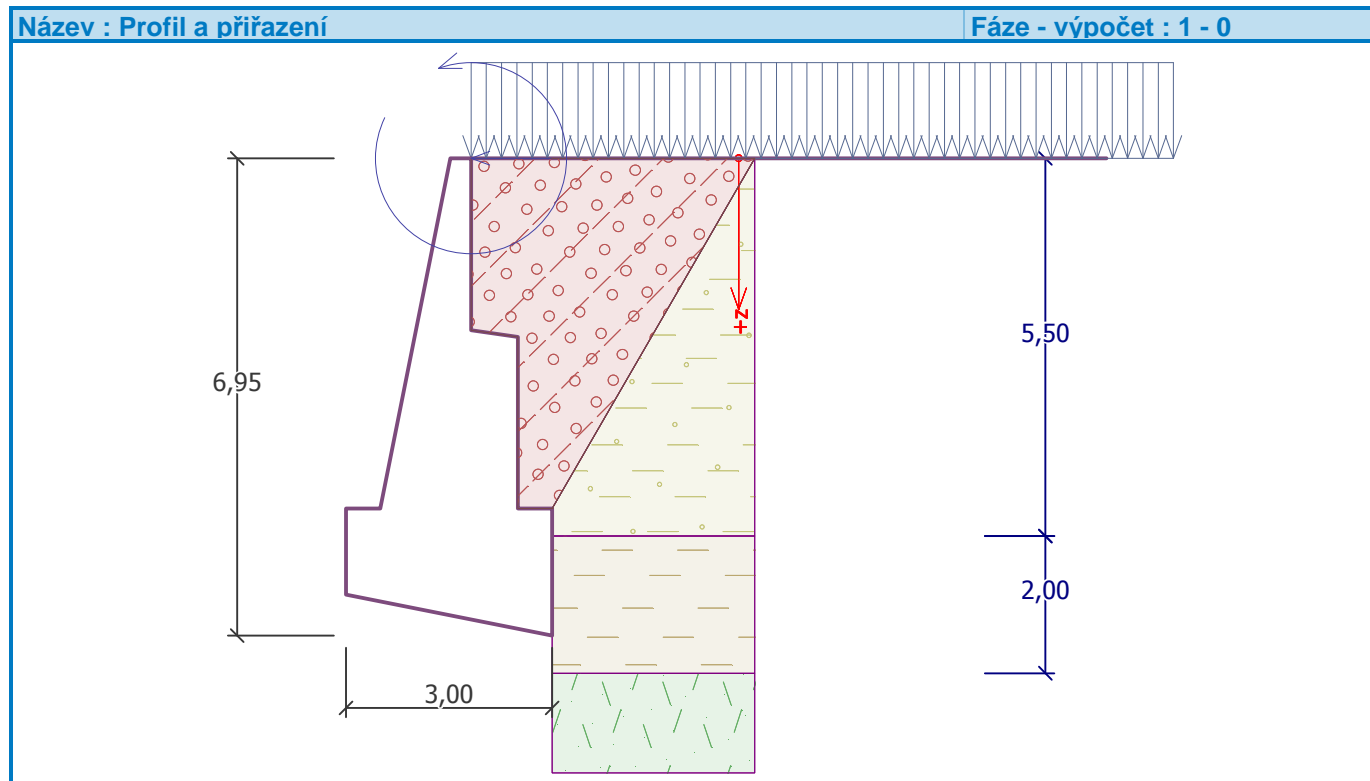 Název : Profil a přiřazení
Fáze - výpočet : 1 - 0
+z
5,50
6,95
2,00
3,00